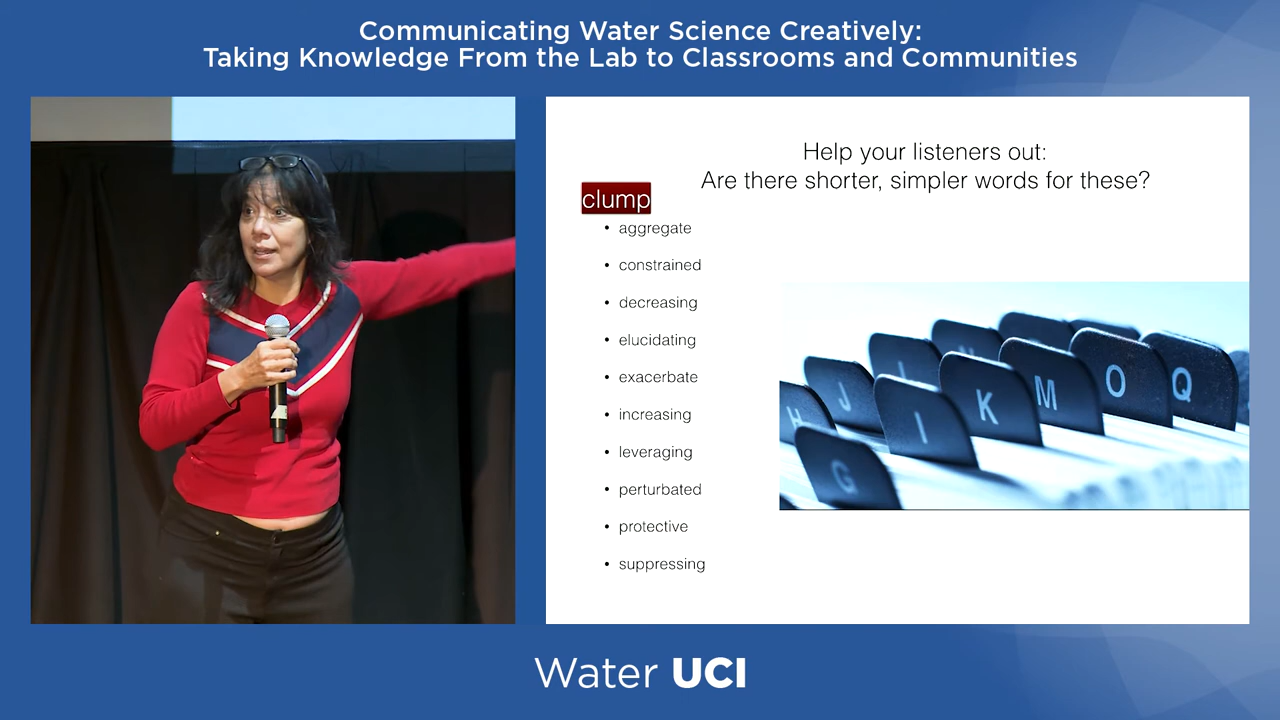 Communicating Water Science Creatively:
Taking Knowledge From the Lab to Classrooms and Communities
Help your listeners out:
Are there shorter, simpler words for these?
clump
• aggregate
• constrained
• decreasing
• elucidating
• exacerbate
• increasing
• leveraging
• perturbated
• protective
• suppressing
H
J
I
K
M
O
Q
G
Water UCI